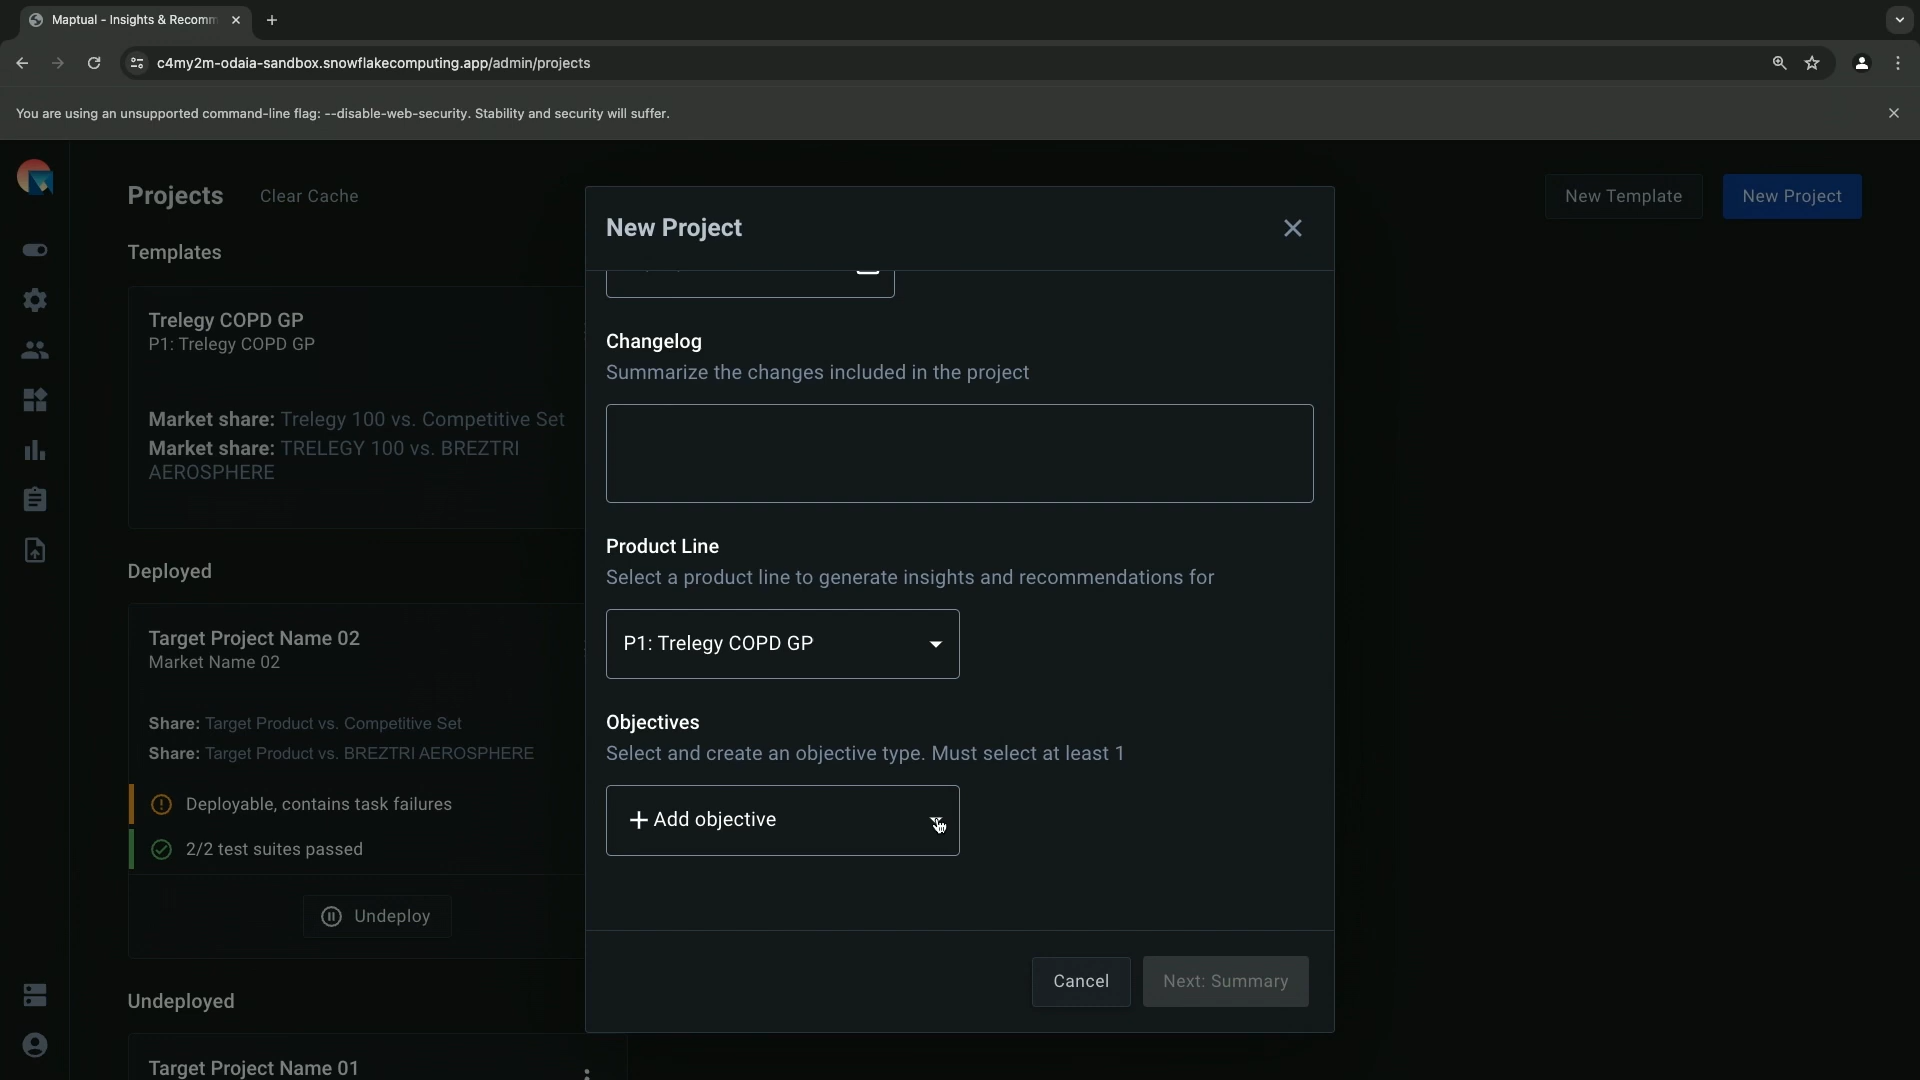 Maptual - Insights & Recomm
c4my2m-odaia-sandbox.snowflakecomputing.app/admin/projects
You are using an unsupported command-line flag: --disable-web-security. Stability and security will suffer.
Projects
Clear Cache
New Template
New Project
Templates
Trelegy COPD GP
P1: Trelegy COPD GP
Market share: Trelegy 100 vs. Competitive Set
Market share: TRELEGY 100 vs. BREZTRI
AEROSPHERE
Deployed
Target Project Name 02
Market Name 02
Share: Target Product vs. Competitive Set
Share: Target Product vs. BREZTRI AEROSPHERE
Deployable, contains task failures
2/2 test suites passed
Undeploy
Undeployed
Target Project Name 01
New Project
Changelog
Summarize the changes included in the project
Product Line
Select a product line to generate insights and recommendations for
P1: Trelegy COPD GP
Objectives
Select and create an objective type. Must select at least 1
+ Add objective
Cancel
Next: Summary